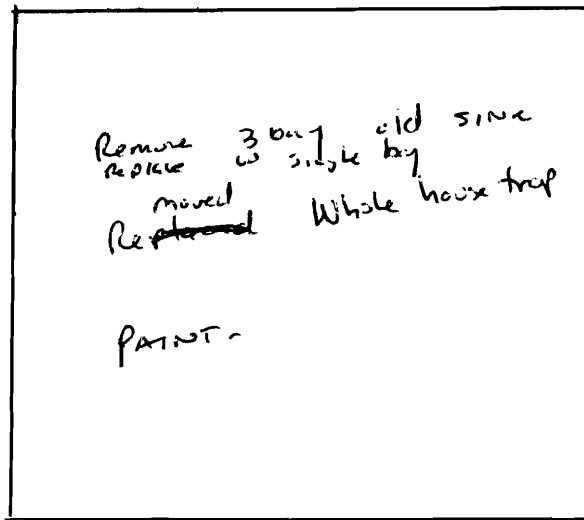 Remove 3 bay old sink
replace w single bay
Removed Whole house trap
PAINT-